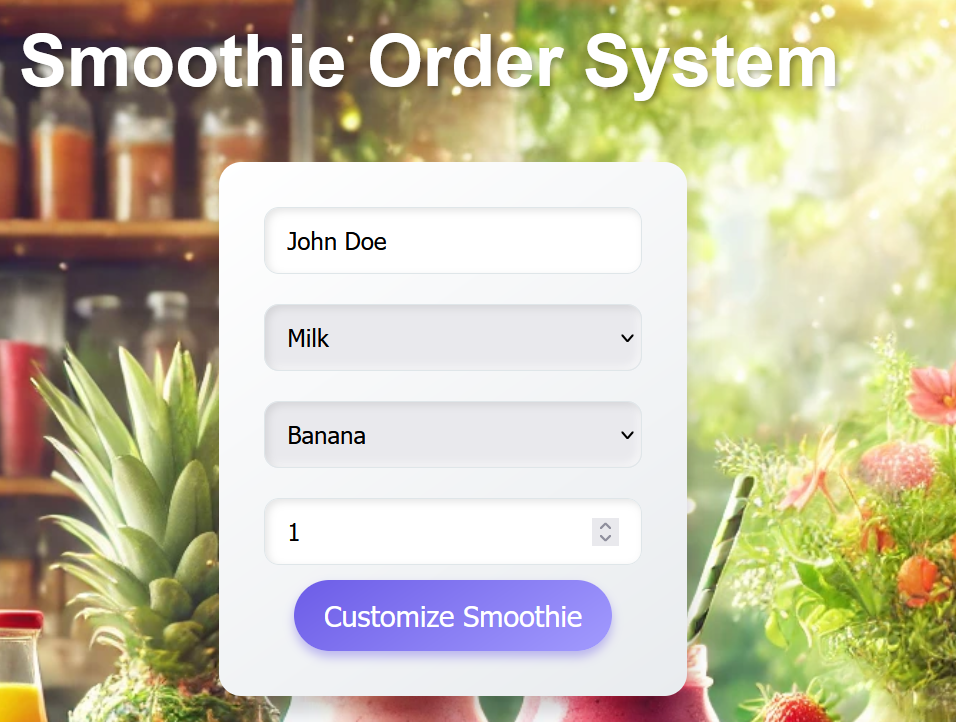 Smoothie Order System
John Doe
Milk
Banana
1
Customize Smoothie